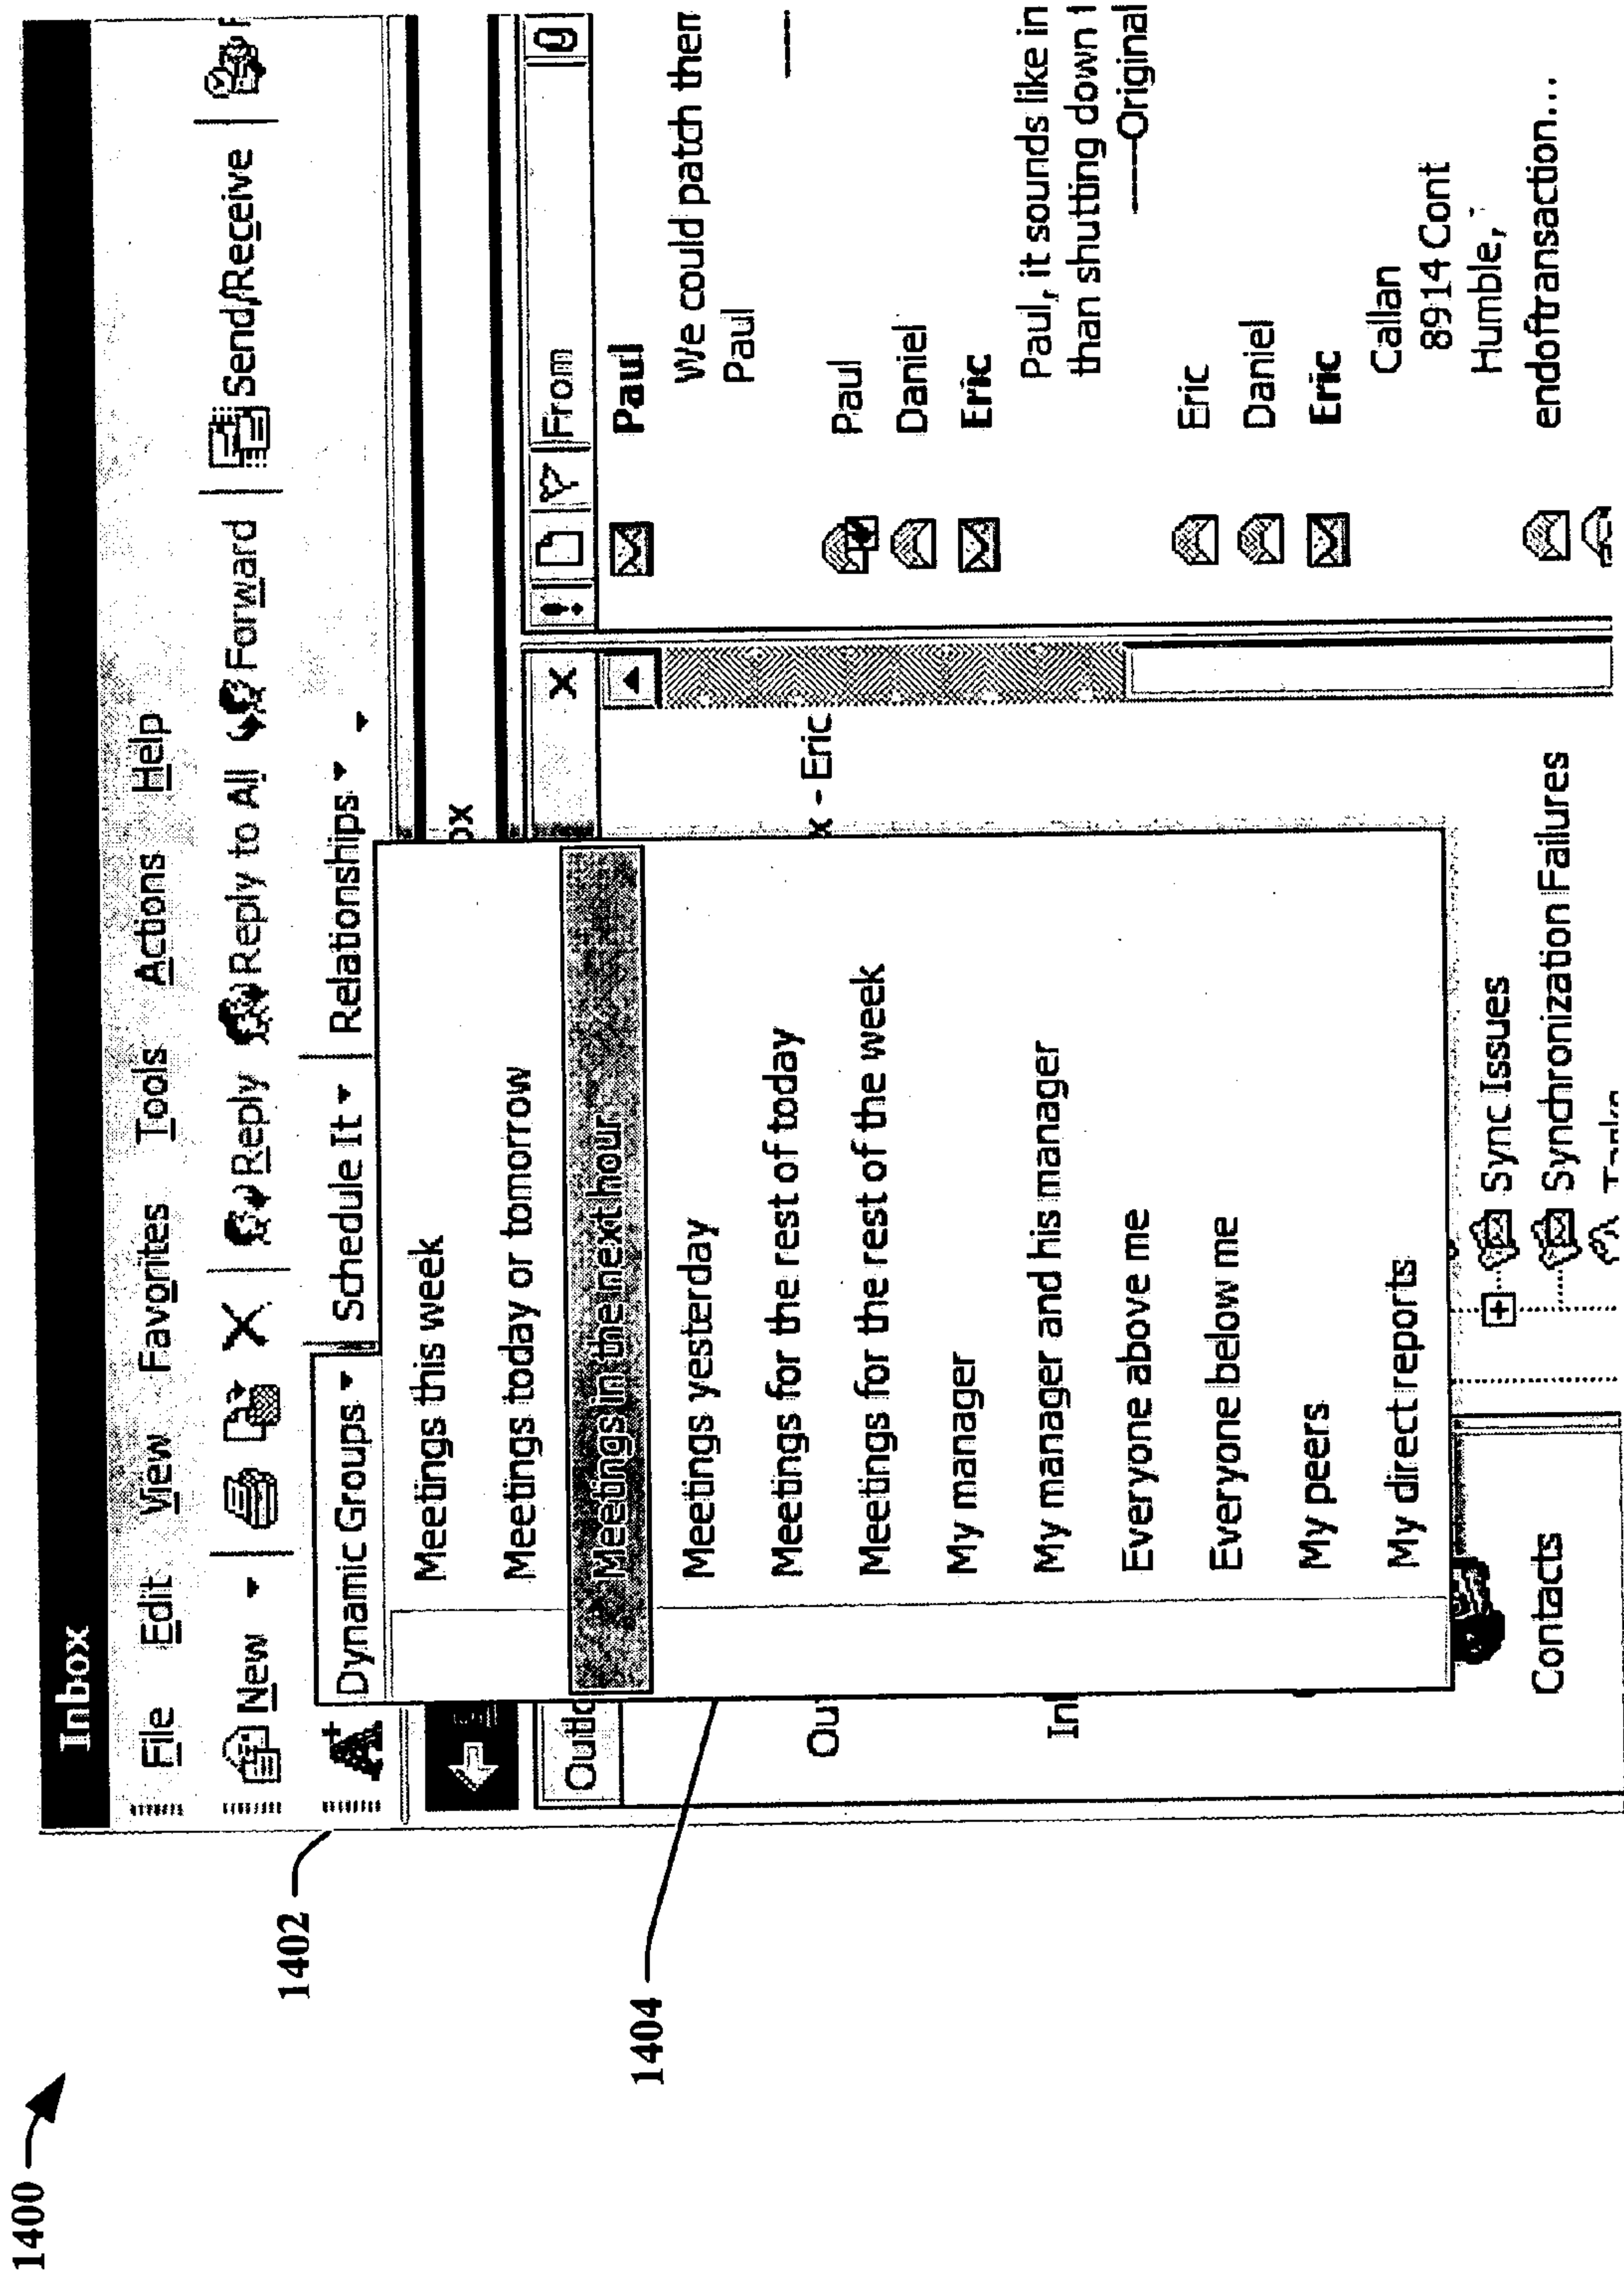 1400
1402
1404
Inbox
File Edit View Favorites Tools Actions Help
New Reply Reply to All Forward Send/Receive
Dynamic Groups Schedule It Relationships
Meetings this week
Meetings today or tomorrow
Meetings in the next hour
Meetings yesterday
Meetings for the rest of today
Meetings for the rest of the week
My manager
My manager and his manager
Everyone above me
Everyone below me
My peers
My direct reports
ox
Outlo
Ou
x - Eric
In
Sync Issues
Synchronization Failures
Contacts
! From
Paul
We could patch then
Paul
Paul
Daniel
Eric
Paul, it sounds like in
than shutting down t
-----Original
Eric
Daniel
Eric
Callan
8914 Cont
Humble,
endoftransaction...